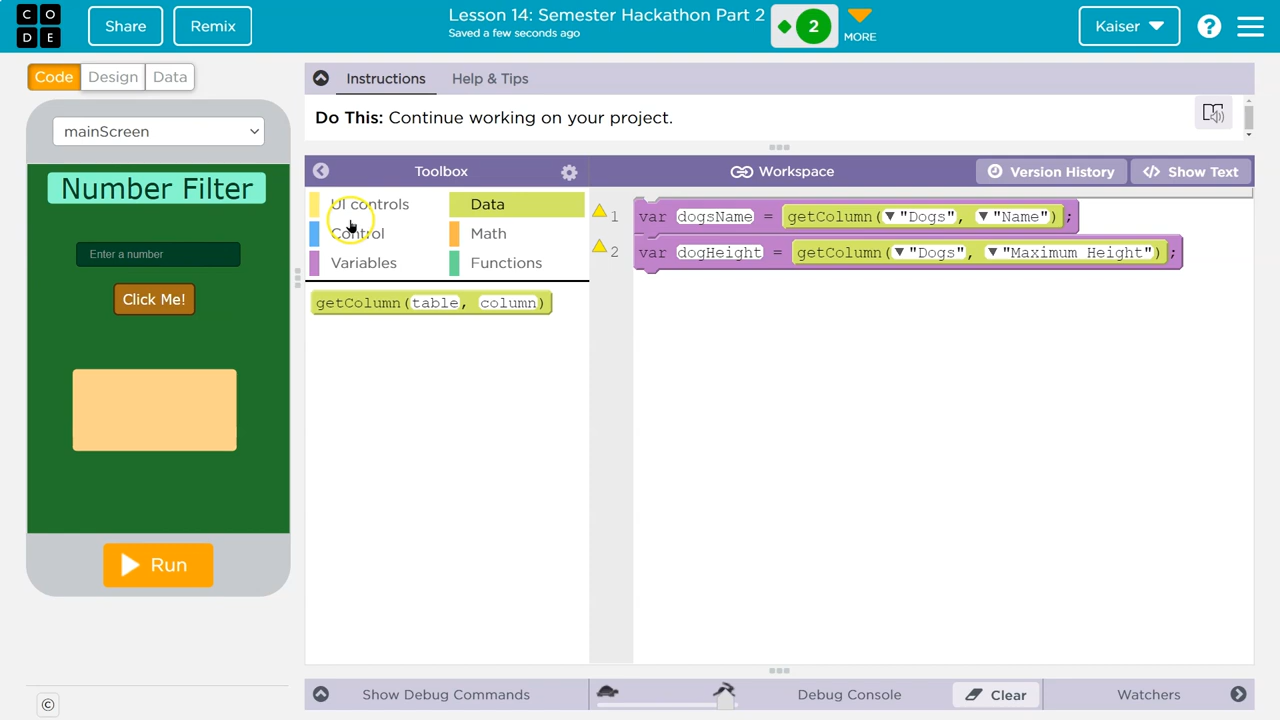 CODE
Share
Remix
Lesson 14: Semester Hackathon Part 2
Saved a few seconds ago
2
MORE
Kaiser
?
Code
Design
Data
Instructions
Help & Tips
Do This: Continue working on your project.
mainScreen
Number Filter
Enter a number
Click Me!
Run
Toolbox
UI controls
Data
Control
Math
Variables
Functions
getColumn(table, column)
Workspace
Version History
Show Text
1 var dogsName = getColumn(▼"Dogs", ▼"Name");
2 var dogHeight = getColumn(▼"Dogs", ▼"Maximum Height");
©
Show Debug Commands
Debug Console
Clear
Watchers